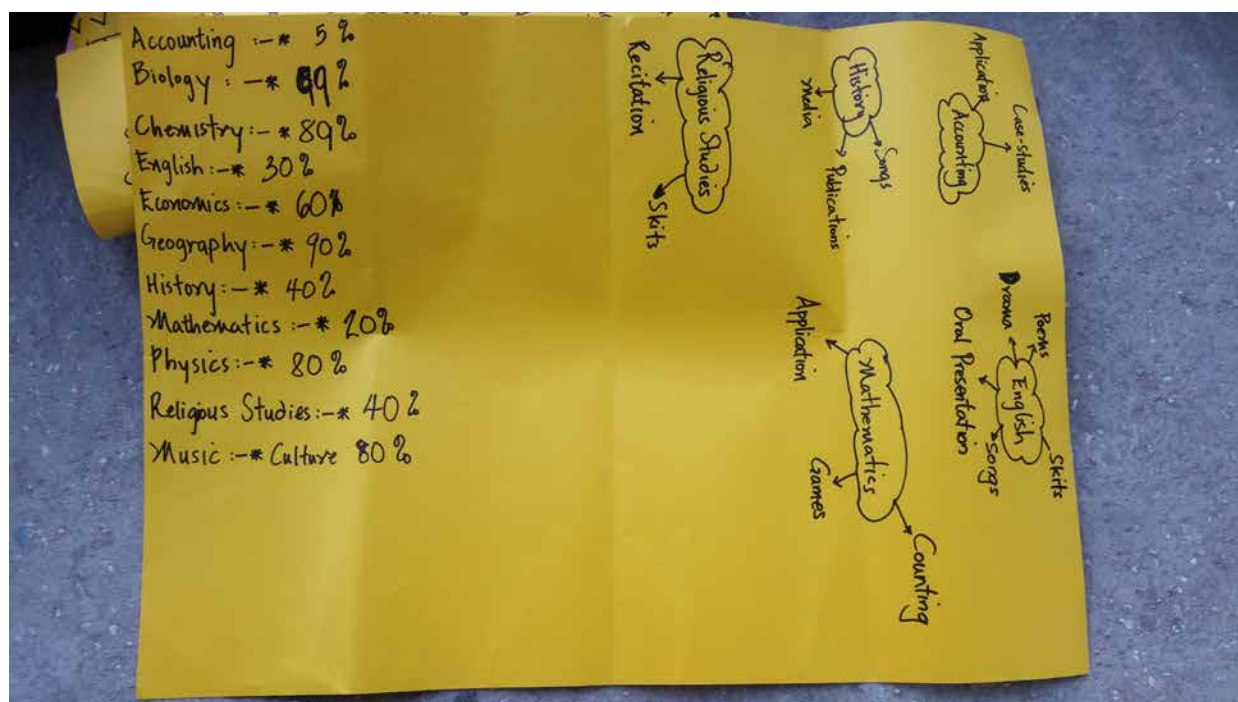 Accounting :-* 5%
Biology :-* 99%
Chemistry:-* 89%
English:-* 30%
Economics:-* 60%
Geography:-* 90%
History:-* 40%
Mathematics :-* 20%
Physics:-* 80%
Religious Studies:-* 40%
Music :-* Culture 80%
Application
Case-studies
Accounting
Drama
Poems
Skits
English
Oral Presentation
Songs
History
Songs
media
Publications
Mathematics
Application
Games
Counting
Religious Studies
Recitation
Skits